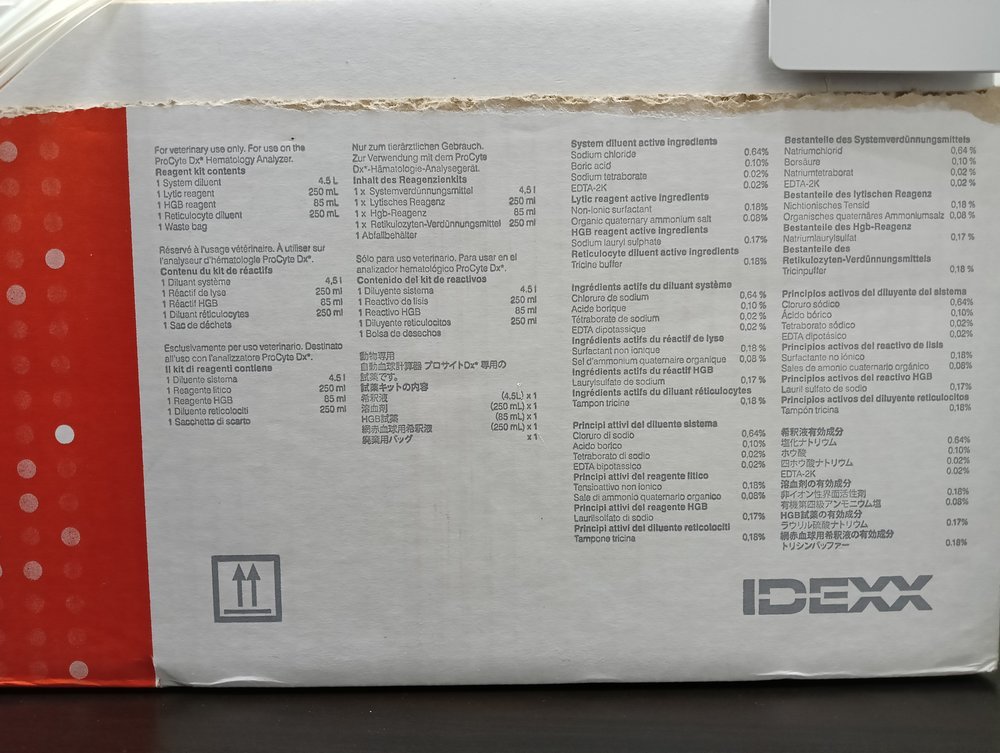 For veterinary use only. For use on the
ProCyte Dx* Hematology Analyzer.
Reagent kit contents
1 System diluent 4.5 L
1 Lytic reagent 250 mL
1 HGB reagent 85 mL
1 Reticulocyte diluent 250 mL
1 Waste bag
Réservé à l'usage vétérinaire. À utiliser sur
l'analyseur d'hématologie ProCyte Dx*.
Contenu du kit de réactifs
1 Diluant système 4,5 l
1 Réactif de lyse 250 ml
1 Réactif HGB 85 ml
1 Diluant réticulocytes 250 ml
1 Sac de déchets
Esclusivamente per uso veterinario. Destinato
all'uso con l'analizzatore ProCyte Dx*.
Il kit di reagenti contiene
1 Diluente sistema 4.5 l
1 Reagente litico 250 ml
1 Reagente HGB 85 ml
1 Diluente reticolociti 250 ml
1 Sacchetto di scarto
Nur zum tierärztlichen Gebrauch.
Zur Verwendung mit dem ProCyte
Dx*-Hämatologie-Analysegerät.
Inhalt des Reagenzienkits
1 x Systemverdünnungsmittel 4,5 l
1 x Lytisches Reagenz 250 ml
1 x Hgb-Reagenz 85 ml
1 x Retikulozyten-Verdünnungsmittel 250 ml
1 Abfallbehälter
Sólo para uso veterinario. Para usar en el
analizador hematológico ProCyte Dx*.
Contenido del kit de reactivos
1 Diluyente sistema 4.5 l
1 Reactivo de lisis 250 ml
1 Reactivo HGB 85 ml
1 Diluyente reticulocitos 250 ml
1 Bolsa de desechos
動物専用
自動血球計算器 プロサイトDx* 専用の
試薬です。
試薬キットの内容
希釈液 (4.5L) x 1
溶血剤 (250 mL) x 1
HGB試薬 (85 mL) x 1
網赤血球用希釈液 (250 mL) x 1
廃棄用バッグ x 1
System diluent active ingredients
Sodium chloride 0.64%
Boric acid 0.10%
Sodium tetraborate 0.02%
EDTA-2K 0.02%
Lytic reagent active ingredients
Non-ionic surfactant 0.18%
Organic quaternary ammonium salt 0.08%
HGB reagent active ingredients
Sodium lauryl sulphate 0.17%
Reticulocyte diluent active ingredients
Tricine buffer 0.18%
Ingrédients actifs du diluant système
Chlorure de sodium 0,64 %
Acide borique 0,10 %
Tétraborate de sodium 0,02 %
EDTA dipotassique 0,02 %
Ingrédients actifs du réactif de lyse
Surfactant non ionique 0,18 %
Sel d'ammonium quaternaire organique 0,08 %
Ingrédients actifs du réactif HGB
Laurylsulfate de sodium 0,17 %
Ingrédients actifs du diluant réticulocytes
Tampon tricina 0,18 %
Principi attivi del diluente sistema
Cloruro di sodio 0,64%
Acido borico 0,10%
Tetraborato di sodio 0,02%
EDTA bipotassico 0,02%
Principi attivi del reagente litico
Tensioattivo non ionico 0,18%
Sale di ammonio quaternario organico 0,08%
Principi attivi del reagente HGB
Laurilsolfato di sodio 0,17%
Principi attivi del diluente reticolociti
Tampone tricina 0,18%
Bestanteile des Systemverdünnungsmittels
Natriumchlorid 0,64 %
Borsäure 0,10 %
Natriumtetraborat 0,02 %
EDTA-2K 0,02 %
Bestandteile des lytischen Reagenz
Nichtionisches Tensid 0,18 %
Organisches quaternäres Ammoniumsalz 0,08 %
Bestandteile des Hgb-Reagenz
Natriumlaurylsulfat 0,17 %
Bestandteile des
Retikulozyten-Verdünnungsmittels
Tricinpuffer 0,18 %
Principios activos del diluyente del sistema
Cloruro sódico 0,64%
Ácido bórico 0,10%
Tetraborato sódico 0,02%
EDTA dipotásico 0,02%
Principios activos del reactivo de lisis
Surfactante no iónico 0,18%
Sales de amonio cuaternario orgánico 0,08%
Principios activos del reactivo HGB
Lauril sulfato de sodio 0,17%
Principios activos del diluyente reticulocitos
Tampón tricina 0,18%
希釈液有効成分
塩化ナトリウム 0.64%
ホウ酸 0.10%
四ホウ酸ナトリウム 0.02%
EDTA-2K 0.02%
溶血剤の有効成分
非イオン性界面活性剤 0.18%
有機第四級アンモニウム塩 0.08%
HGB試薬の有効成分
ラウリル硫酸ナトリウム 0.17%
網赤血球用希釈液の有効成分
トリシンバッファー 0.18%
IDEXX